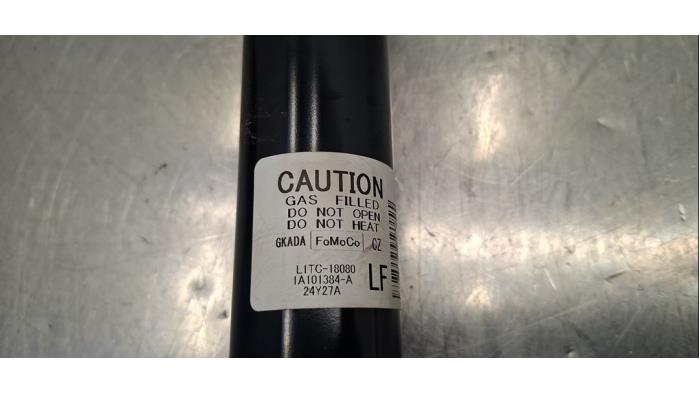 CAUTION
GAS FILLED
DO NOT OPEN
DO NOT HEAT
GKADA FoMoCo CZ
L1TC-18080
1A101384-A LF
24Y27A